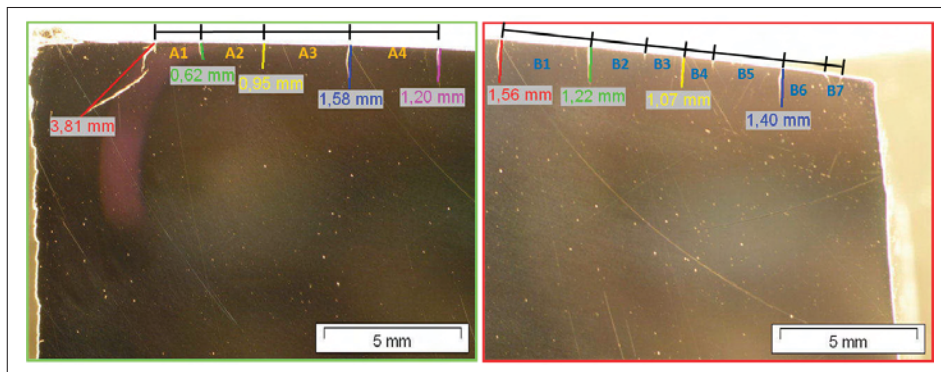 A1 A2 A3 A4
0,62 mm
0,95 mm
1,58 mm
1,20 mm
3,81 mm
5 mm
B1 B2 B3 B4 B5 B6 B7
1,56 mm
1,22 mm
1,07 mm
1,40 mm
5 mm